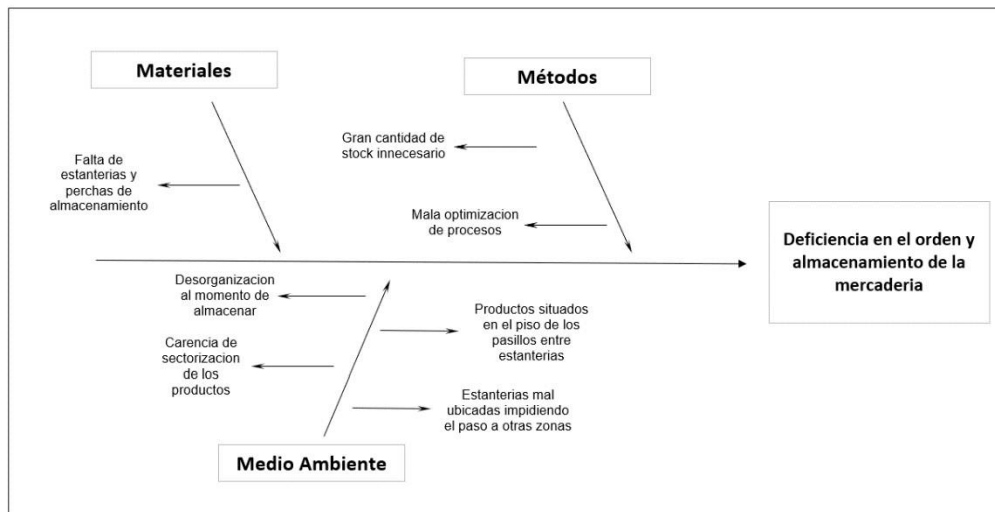 Materiales
Métodos
Gran cantidad de
stock innecesario
Falta de
estanterias y
perchas de
almacenamiento
Mala optimizacion
de procesos
Deficiencia en el orden y
almacenamiento de la
mercaderia
Desorganizacion
al momento de
almacenar
Productos situados
en el piso de los
pasillos entre
estanterias
Carencia de
sectorizacion
de los
productos
Estanterias mal
ubicadas impidiendo
el paso a otras zonas
Medio Ambiente